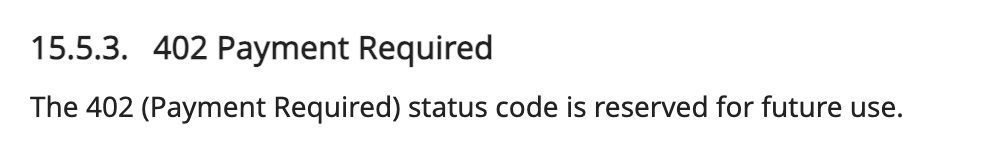 15.5.3. 402 Payment Required
The 402 (Payment Required) status code is reserved for future use.